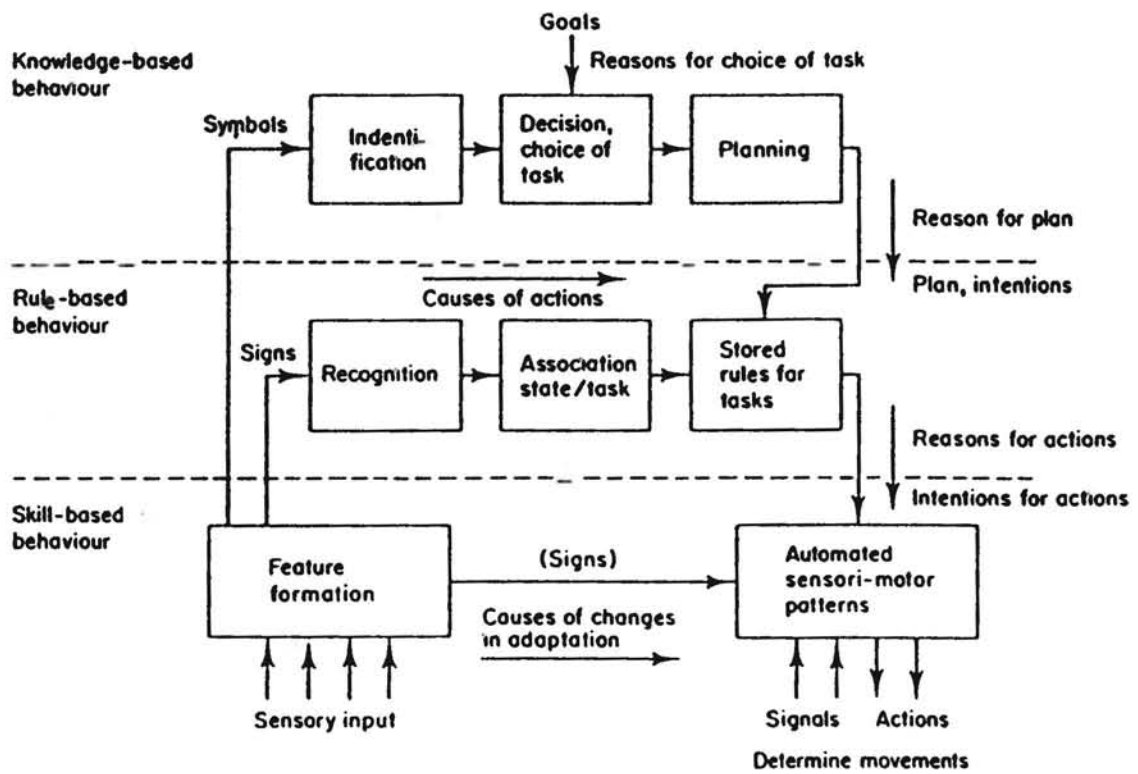 Goals
Knowledge-based
behaviour
Reasons for choice of task
Symbols
Indenti-
fication
Decision,
choice of
task
Planning
Reason for plan
Rule-based
behaviour
Causes of actions
Plan, intentions
Signs
Recognition
Association
state/task
Stored
rules for
tasks
Reasons for actions
Skill-based
behaviour
Intentions for actions
Feature
formation
(Signs)
Automated
sensori-motor
patterns
Causes of changes
in adaptation
Sensory input
Signals
Actions
Determine movements